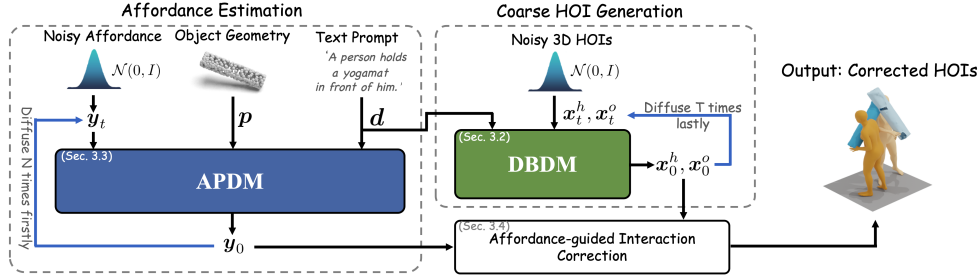 Affordance Estimation
Coarse HOI Generation
Noisy Affordance
Object Geometry
Text Prompt
Noisy 3D HOIs
'A person holds
a yogamat
in front of him.'
N(0, I)
N(0, I)
Output: Corrected HOIs
y_t
p
d
x_t^h, x_t^o
Diffuse T times
lastly
Diffuse N times firstly
(Sec. 3.3)
APDM
(Sec. 3.2)
DBDM
x_0^h, x_0^o
y_0
(Sec. 3.4)
Affordance-guided Interaction
Correction